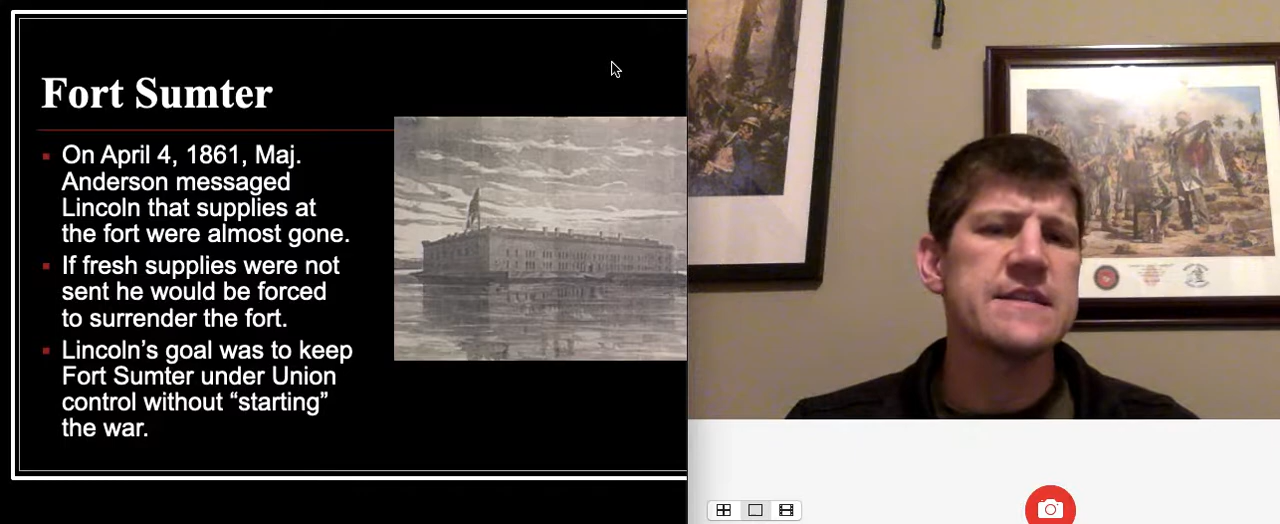 Fort Sumter
On April 4, 1861, Maj.
Anderson messaged
Lincoln that supplies at
the fort were almost gone.
If fresh supplies were not
sent he would be forced
to surrender the fort.
Lincoln’s goal was to keep
Fort Sumter under Union
control without “starting”
the war.